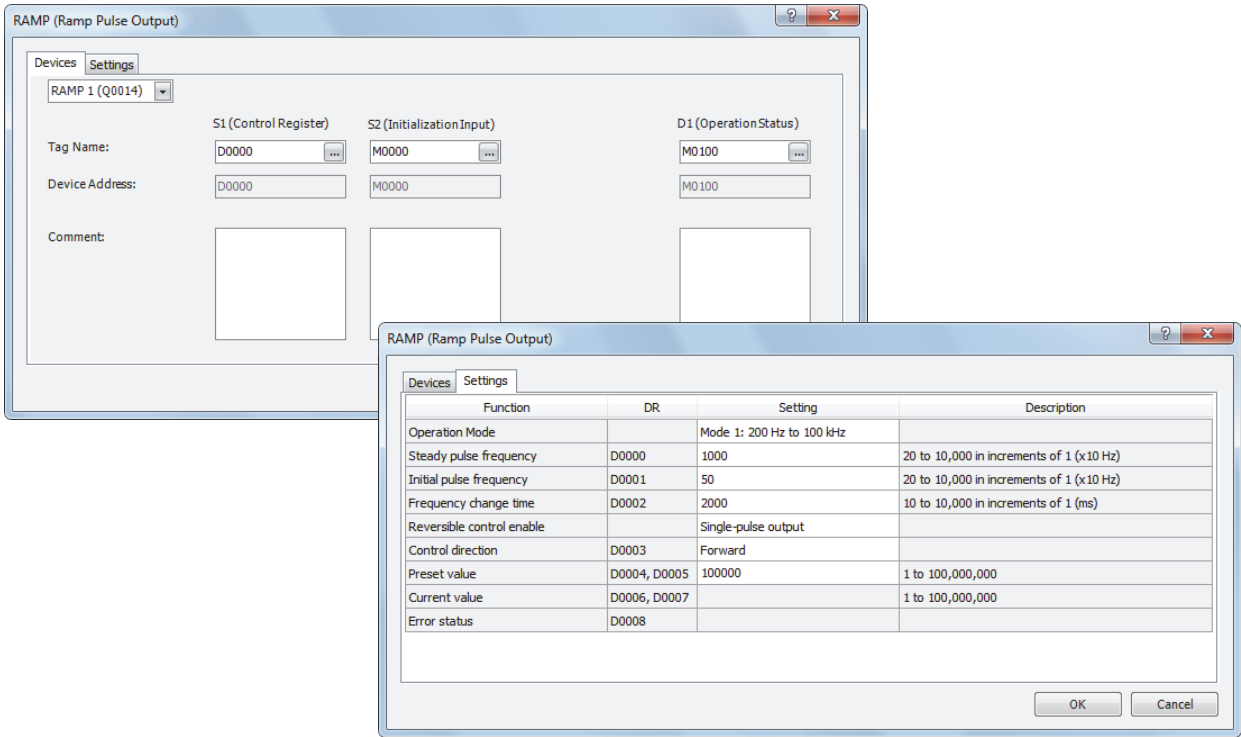 RAMP (Ramp Pulse Output)
Devices Settings
RAMP 1 (Q0014)
S1 (Control Register) S2 (Initialization Input) D1 (Operation Status)
Tag Name: D0000 ... M0000 ... M0100 ...
Device Address: D0000 M0000 M0100
Comment:
RAMP (Ramp Pulse Output)
Devices Settings
Function DR Setting Description
Operation Mode Mode 1: 200 Hz to 100 kHz
Steady pulse frequency D0000 1000 20 to 10,000 in increments of 1 (x10 Hz)
Initial pulse frequency D0001 50 20 to 10,000 in increments of 1 (x10 Hz)
Frequency change time D0002 2000 10 to 10,000 in increments of 1 (ms)
Reversible control enable Single-pulse output
Control direction D0003 Forward
Preset value D0004, D0005 100000 1 to 100,000,000
Current value D0006, D0007 1 to 100,000,000
Error status D0008
OK Cancel